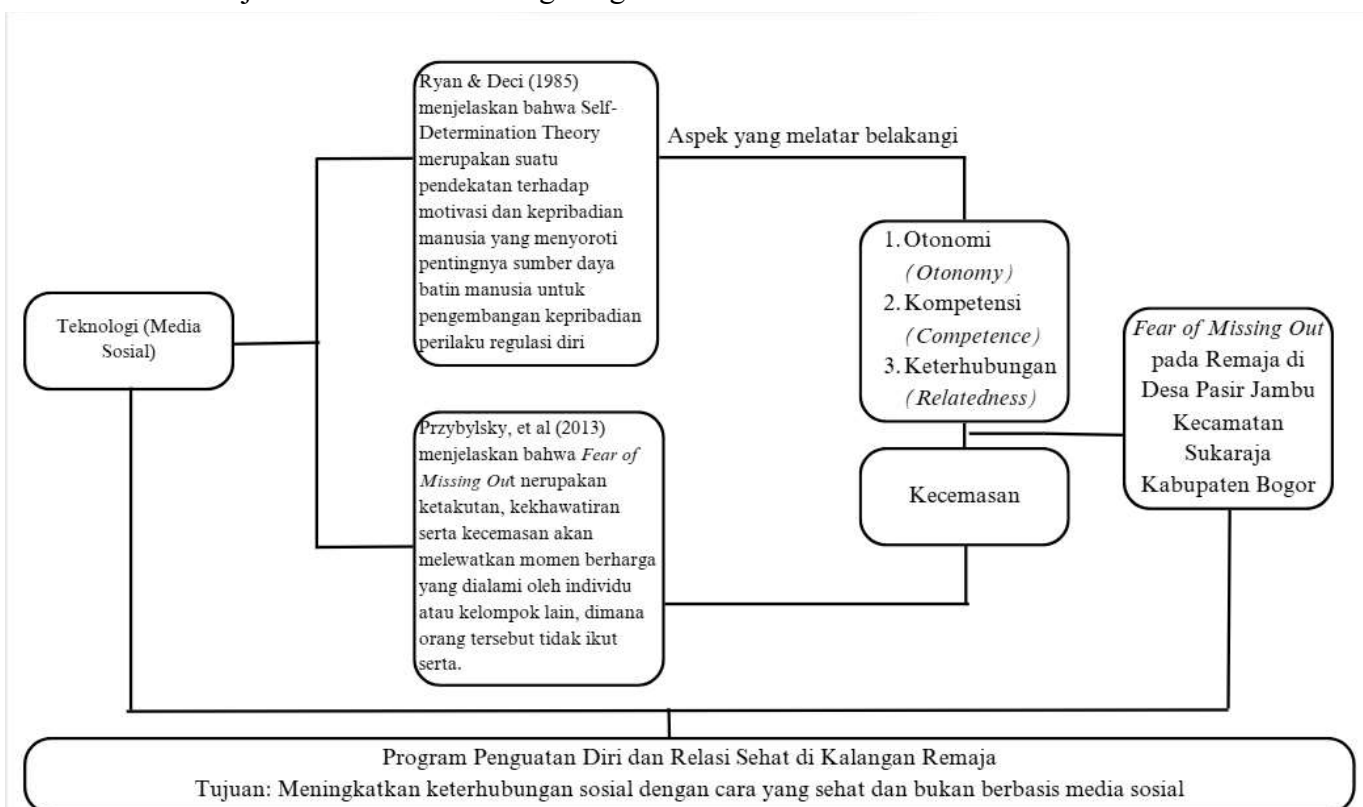 Ryan & Deci (1985)
menjelaskan bahwa Self-
Determination Theory
merupakan suatu
pendekatan terhadap
motivasi dan kepribadian
manusia yang menyoroti
pentingnya sumber daya
batin manusia untuk
pengembangan kepribadian
perilaku regulasi diri
Aspek yang melatar belakangi
1. Otonomi
(Otonomy)
2. Kompetensi
(Competence)
3. Keterhubungan
(Relatedness)
Teknologi (Media
Sosial)
Fear of Missing Out
pada Remaja di
Desa Pasir Jambu
Kecamatan
Sukaraja
Kabupaten Bogor
Przybylsky, et al (2013)
menjelaskan bahwa Fear of
Missing Out nerupakan
ketakutan, kekhawatiran
serta kecemasan akan
melewatkan momen berharga
yang dialami oleh individu
atau kelompok lain, dimana
orang tersebut tidak ikut
serta.
Kecemasan
Program Penguatan Diri dan Relasi Sehat di Kalangan Remaja
Tujuan: Meningkatkan keterhubungan sosial dengan cara yang sehat dan bukan berbasis media sosial